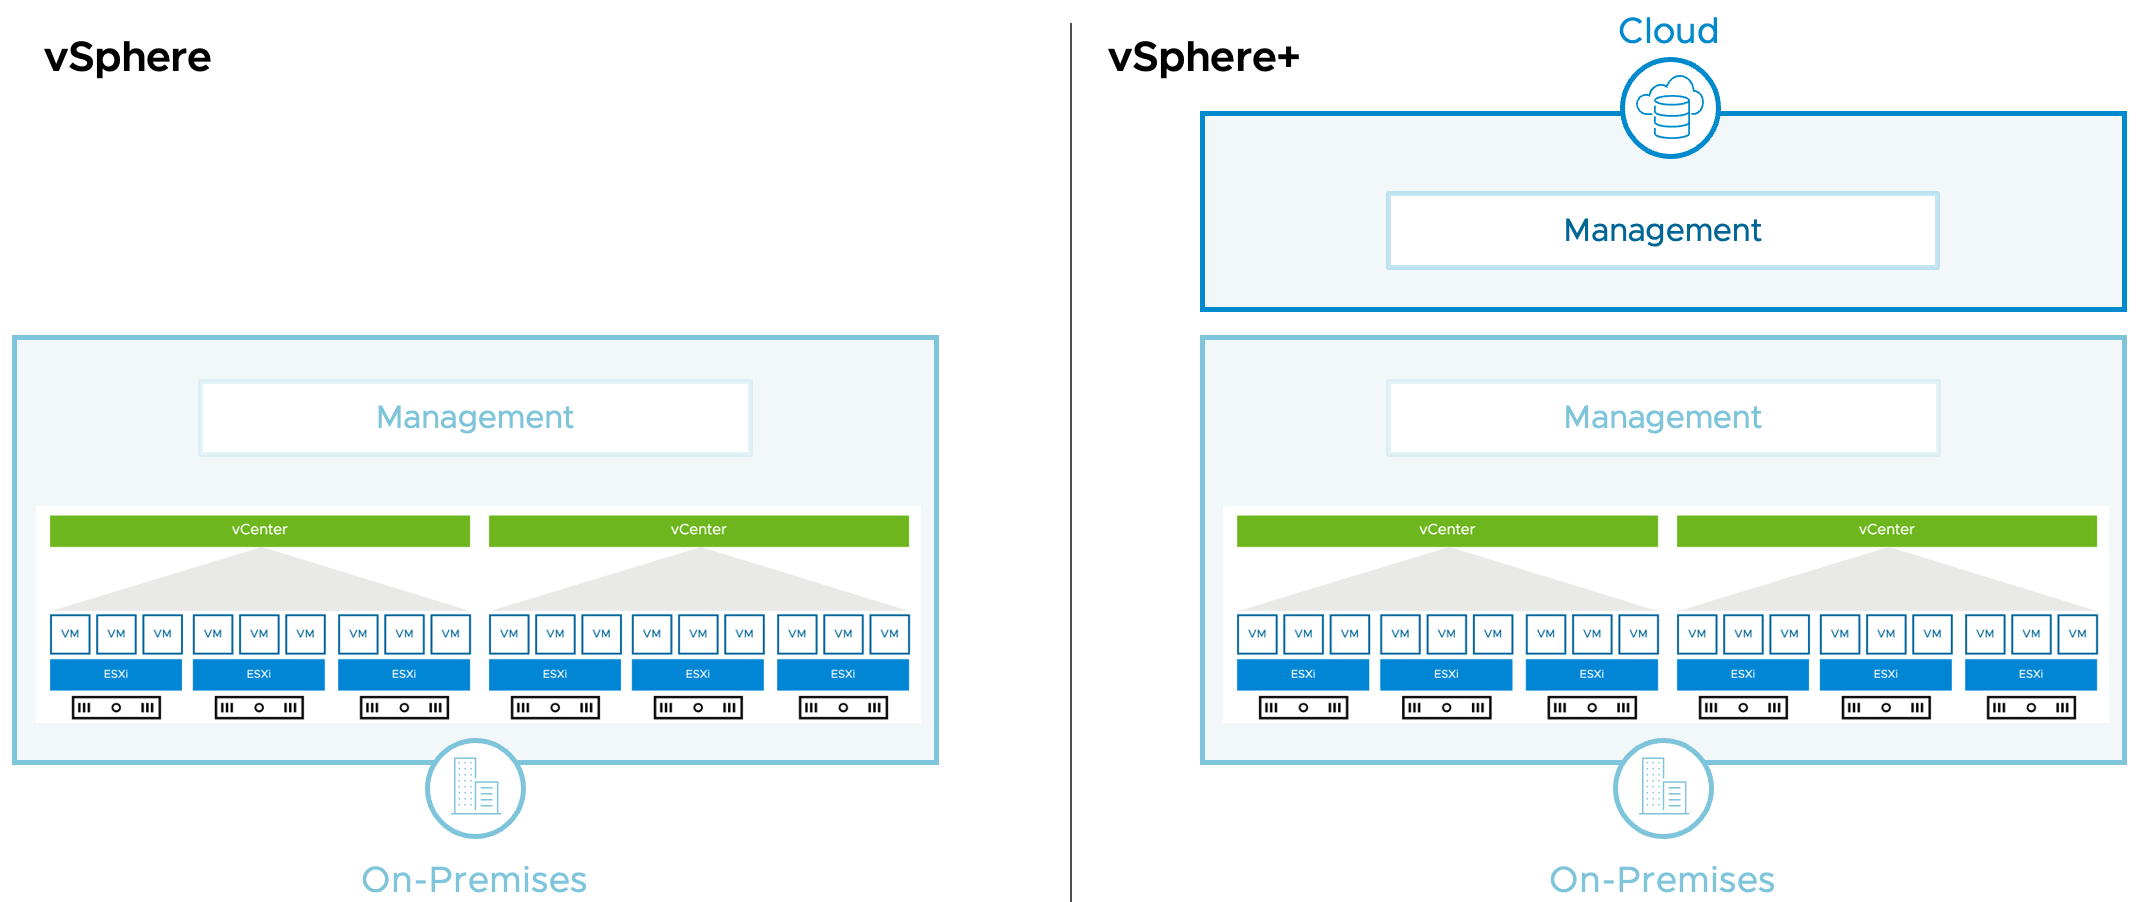 vSphere
Management
vCenter vCenter
VM VM VM VM VM VM VM VM VM VM VM VM VM VM VM VM VM VM
ESXi ESXi ESXi ESXi ESXi ESXi
On-Premises
vSphere+
Cloud
Management
Management
vCenter vCenter
VM VM VM VM VM VM VM VM VM VM VM VM VM VM VM VM VM VM
ESXi ESXi ESXi ESXi ESXi ESXi
On-Premises